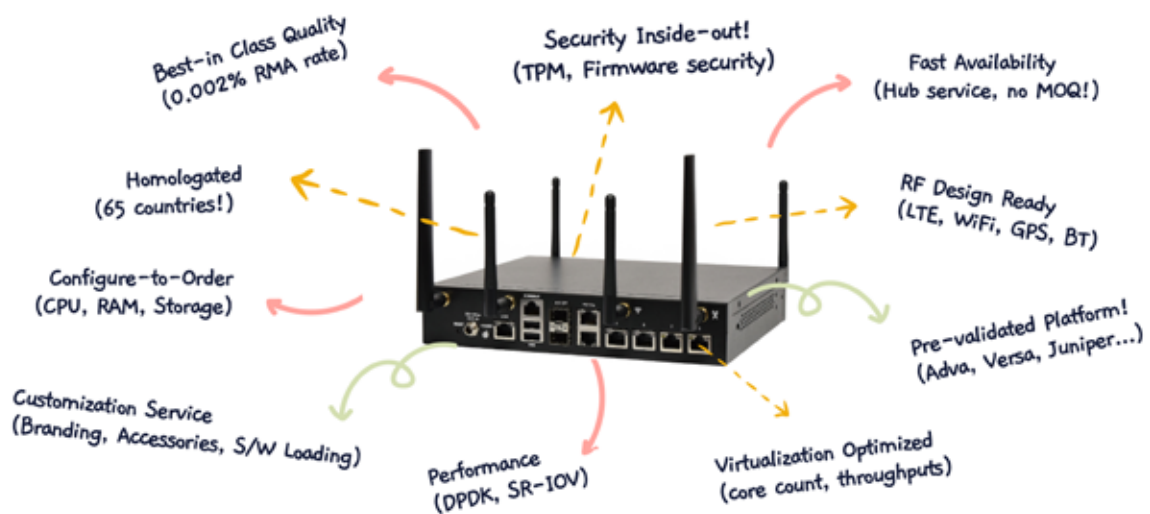 Best-in Class Quality
(0.002% RMA rate)
Security Inside-out!
(TPM, Firmware security)
Fast Availability
(Hub service, no MOQ!)
Homologated
(65 countries!)
RF Design Ready
(LTE, WiFi, GPS, BT)
Configure-to-Order
(CPU, RAM, Storage)
Pre-validated Platform!
(Adva, Versa, Juniper...)
Customization Service
(Branding, Accessories, S/W Loading)
Performance
(DPDK, SR-IOV)
Virtualization Optimized
(core count, throughputs)